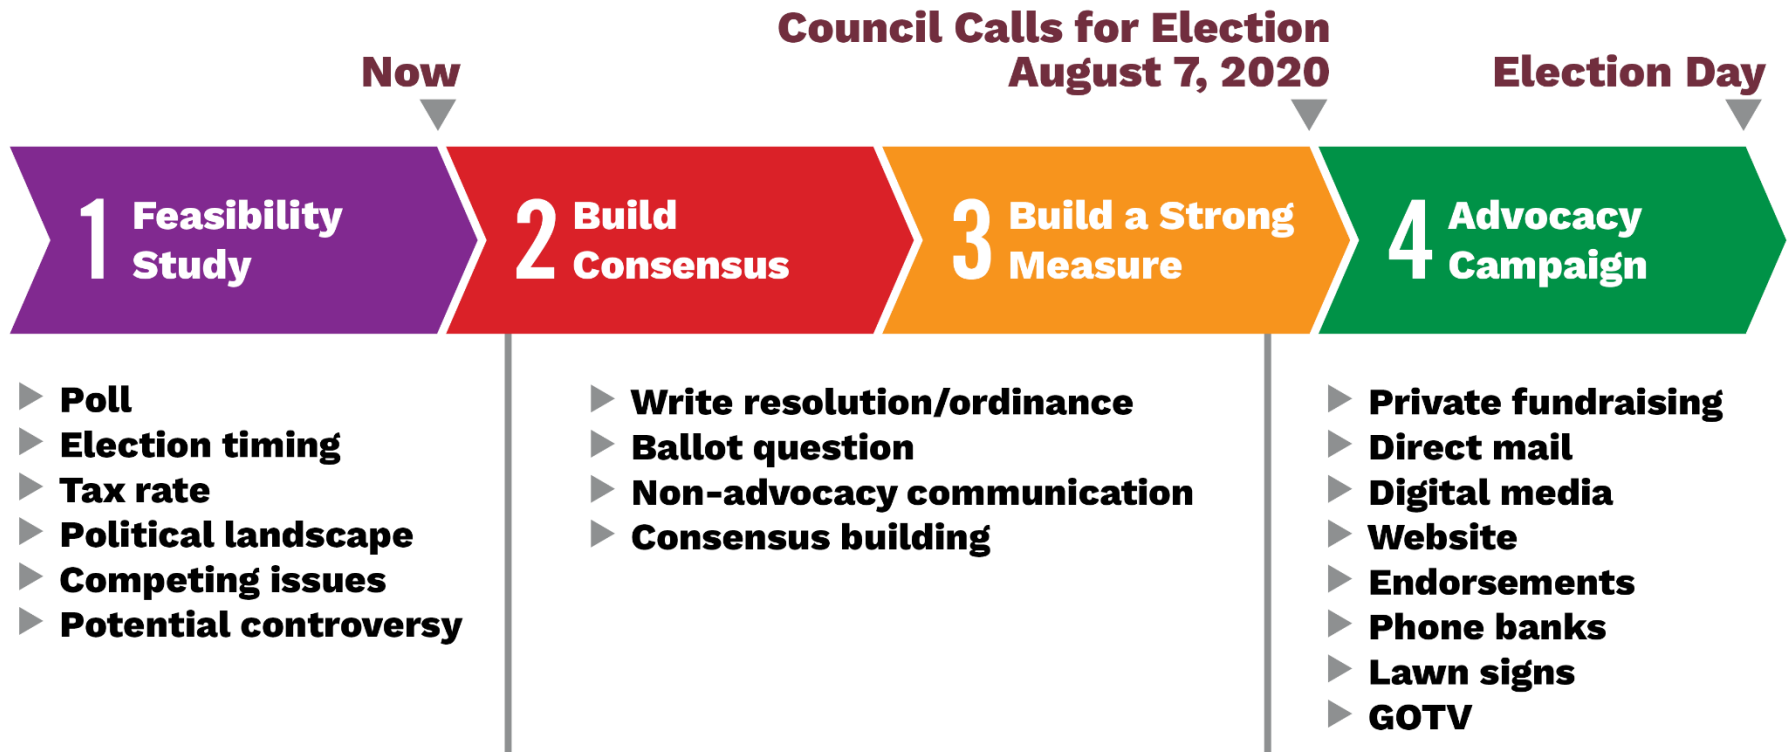 Now
Council Calls for Election
August 7, 2020
Election Day
1 Feasibility
Study
2 Build
Consensus
3 Build a Strong
Measure
4 Advocacy
Campaign
Poll
Election timing
Tax rate
Political landscape
Competing issues
Potential controversy
Write resolution/ordinance
Ballot question
Non-advocacy communication
Consensus building
Private fundraising
Direct mail
Digital media
Website
Endorsements
Phone banks
Lawn signs
GOTV